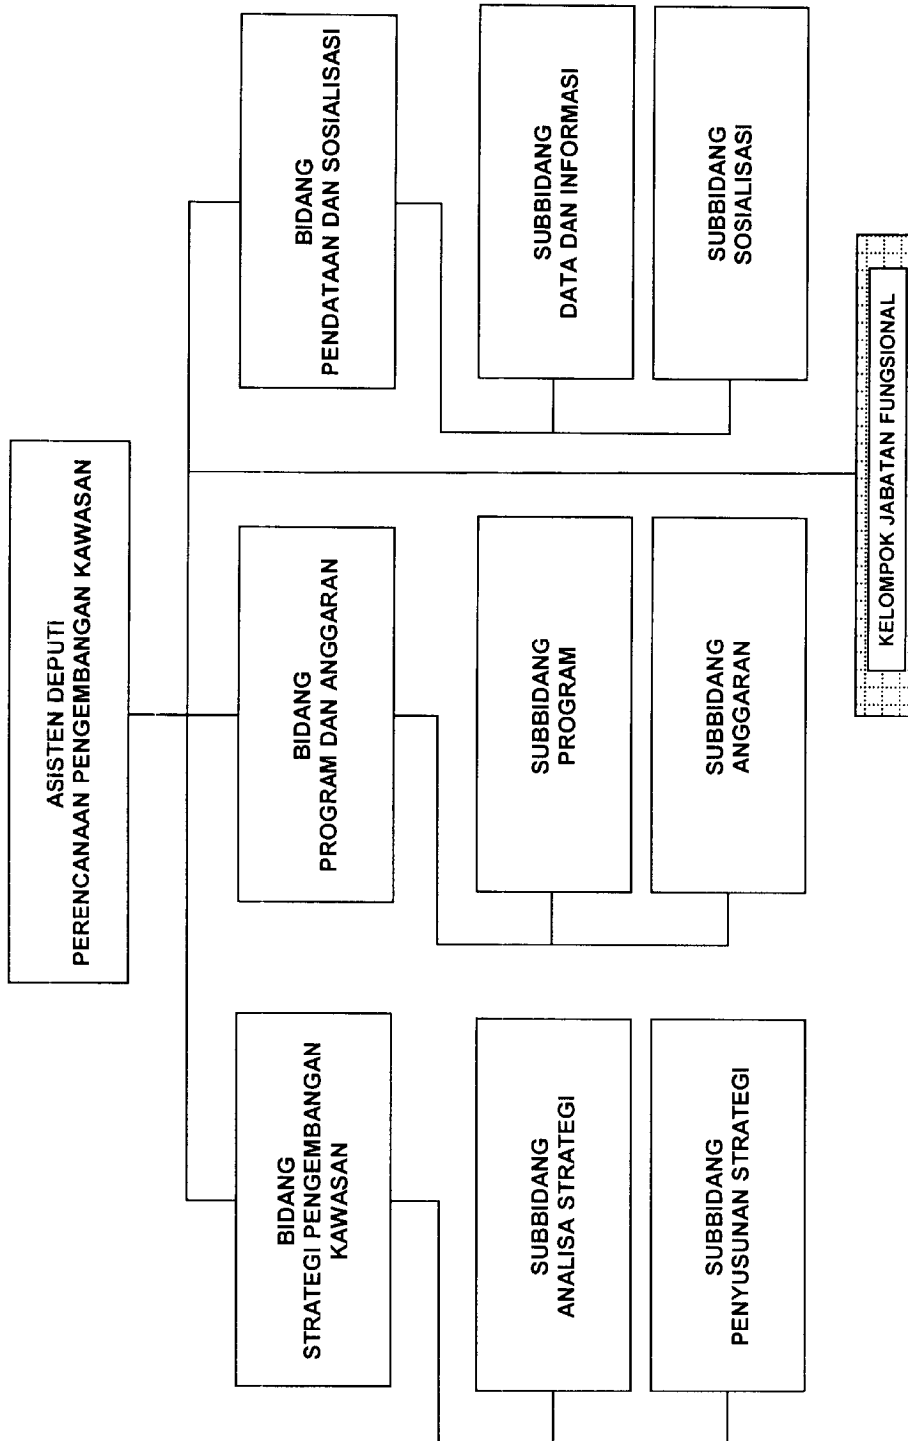 ASISTEN DEPUTI
PERENCANAAN PENGEMBANGAN KAWASAN
BIDANG
STRATEGI PENGEMBANGAN
KAWASAN
BIDANG
PROGRAM DAN ANGGARAN
BIDANG
PENDATAAN DAN SOSIALISASI
SUBBIDANG
ANALISA STRATEGI
SUBBIDANG
PROGRAM
SUBBIDANG
DATA DAN INFORMASI
SUBBIDANG
PENYUSUNAN STRATEGI
SUBBIDANG
ANGGARAN
SUBBIDANG
SOSIALISASI
KELOMPOK JABATAN FUNGSIONAL